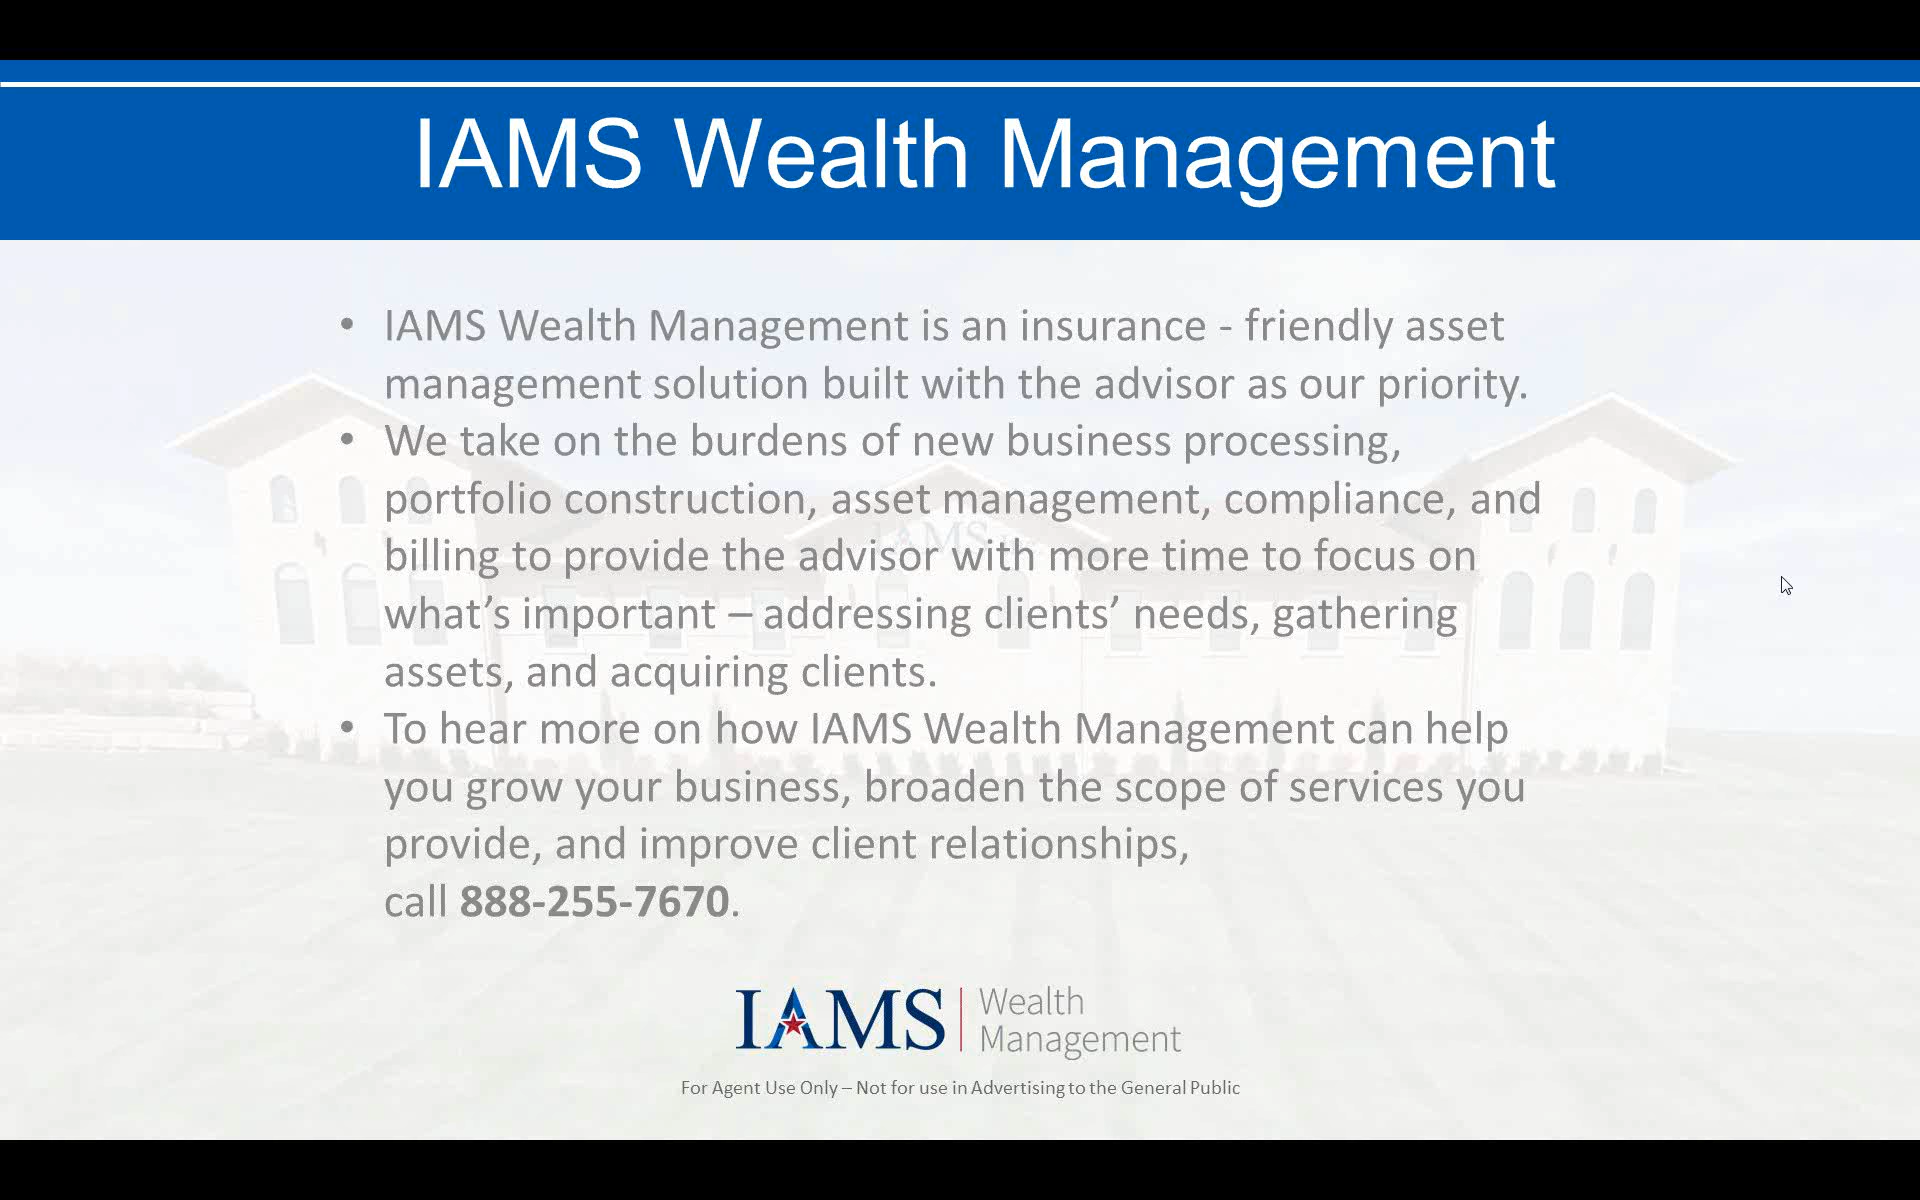 IAMS Wealth Management
• IAMS Wealth Management is an insurance - friendly asset
management solution built with the advisor as our priority.
• We take on the burdens of new business processing,
portfolio construction, asset management, compliance, and
billing to provide the advisor with more time to focus on
what’s important – addressing clients’ needs, gathering
assets, and acquiring clients.
• To hear more on how IAMS Wealth Management can help
you grow your business, broaden the scope of services you
provide, and improve client relationships,
call 888-255-7670.
IAMS
IAMS | Wealth
Management
For Agent Use Only – Not for use in Advertising to the General Public